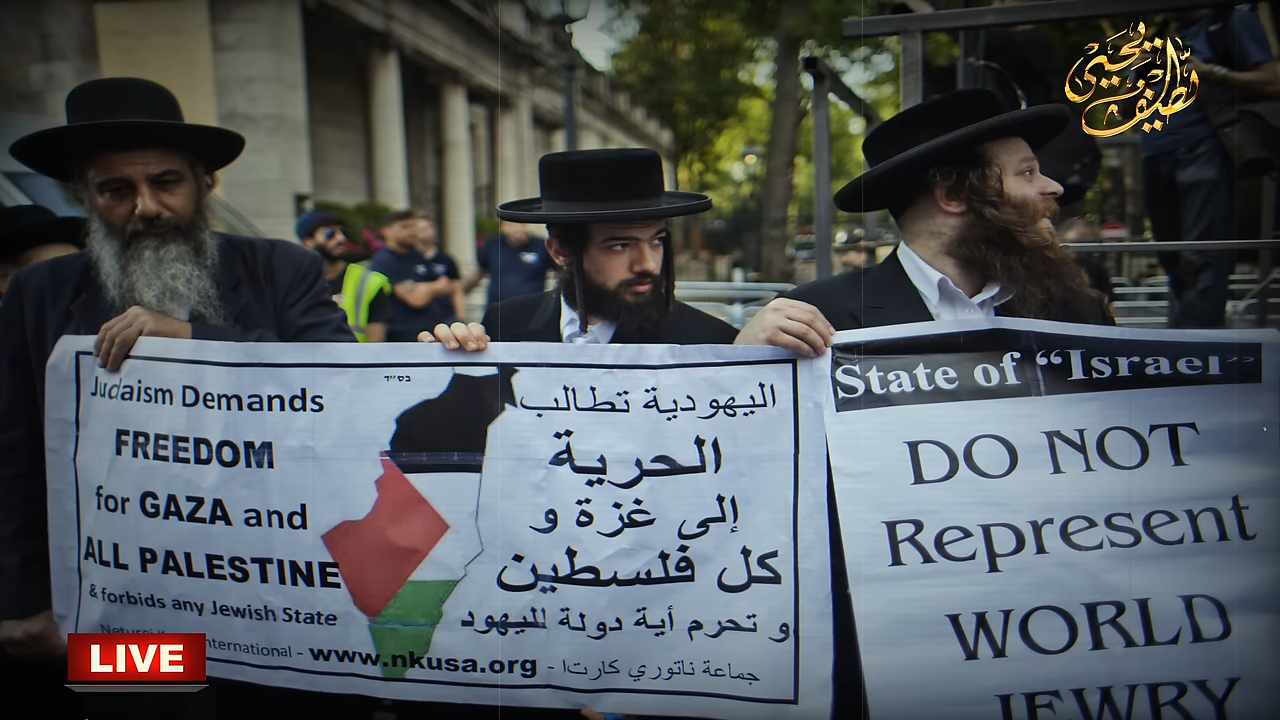 Judaism Demands
FREEDOM
for GAZA and
ALL PALESTINE
& forbids any Jewish State
International - www.nkusa.org - جماعة ناتوري كارتا
בס״ד
اليهودية تطالب
الحرية
إلى غزة و
كل فلسطين
و تحرم أية دولة لليهود
State of “Israel”
DO NOT
Represent
WORLD
JEWRY
LIVE